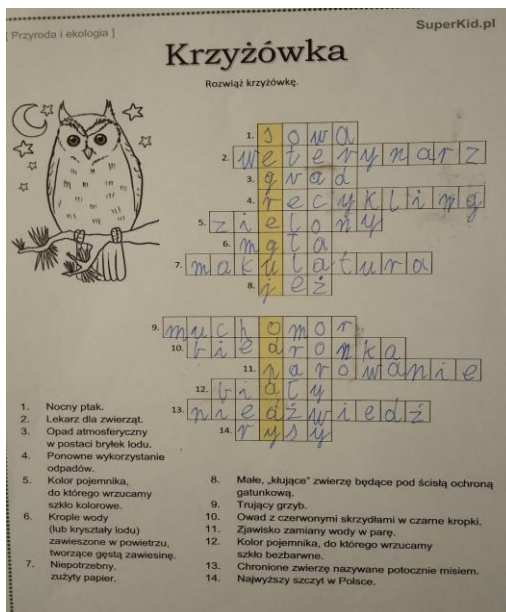 [ Przyroda i ekologia ]
SuperKid.pl
Krzyżówka
Rozwiąż krzyżówkę.
1. sowa
2. weterynarz
3. grad
4. recykling
5. zielony
6. mgła
7. makulatura
8. jeż
9. muchomor
10. biedronka
11. parowanie
12. biały
13. niedźwiedź
14. rysy
1. Nocny ptak.
2. Lekarz dla zwierząt.
3. Opad atmosferyczny
w postaci bryłek lodu.
4. Ponowne wykorzystanie
odpadów.
5. Kolor pojemnika,
do którego wrzucamy
szkło kolorowe.
6. Krople wody
(lub kryształy lodu)
zawieszone w powietrzu,
tworzące gęstą zawiesinę.
7. Niepotrzebny,
zużyty papier.
8. Małe, „kłujące” zwierzę będące pod ścisłą ochroną
gatunkową.
9. Trujący grzyb.
10. Owad z czerwonymi skrzydłami w czarne kropki.
11. Zjawisko zamiany wody w parę.
12. Kolor pojemnika, do którego wrzucamy
szkło bezbarwne.
13. Chronione zwierzę nazywane potocznie misiem.
14. Najwyższy szczyt w Polsce.